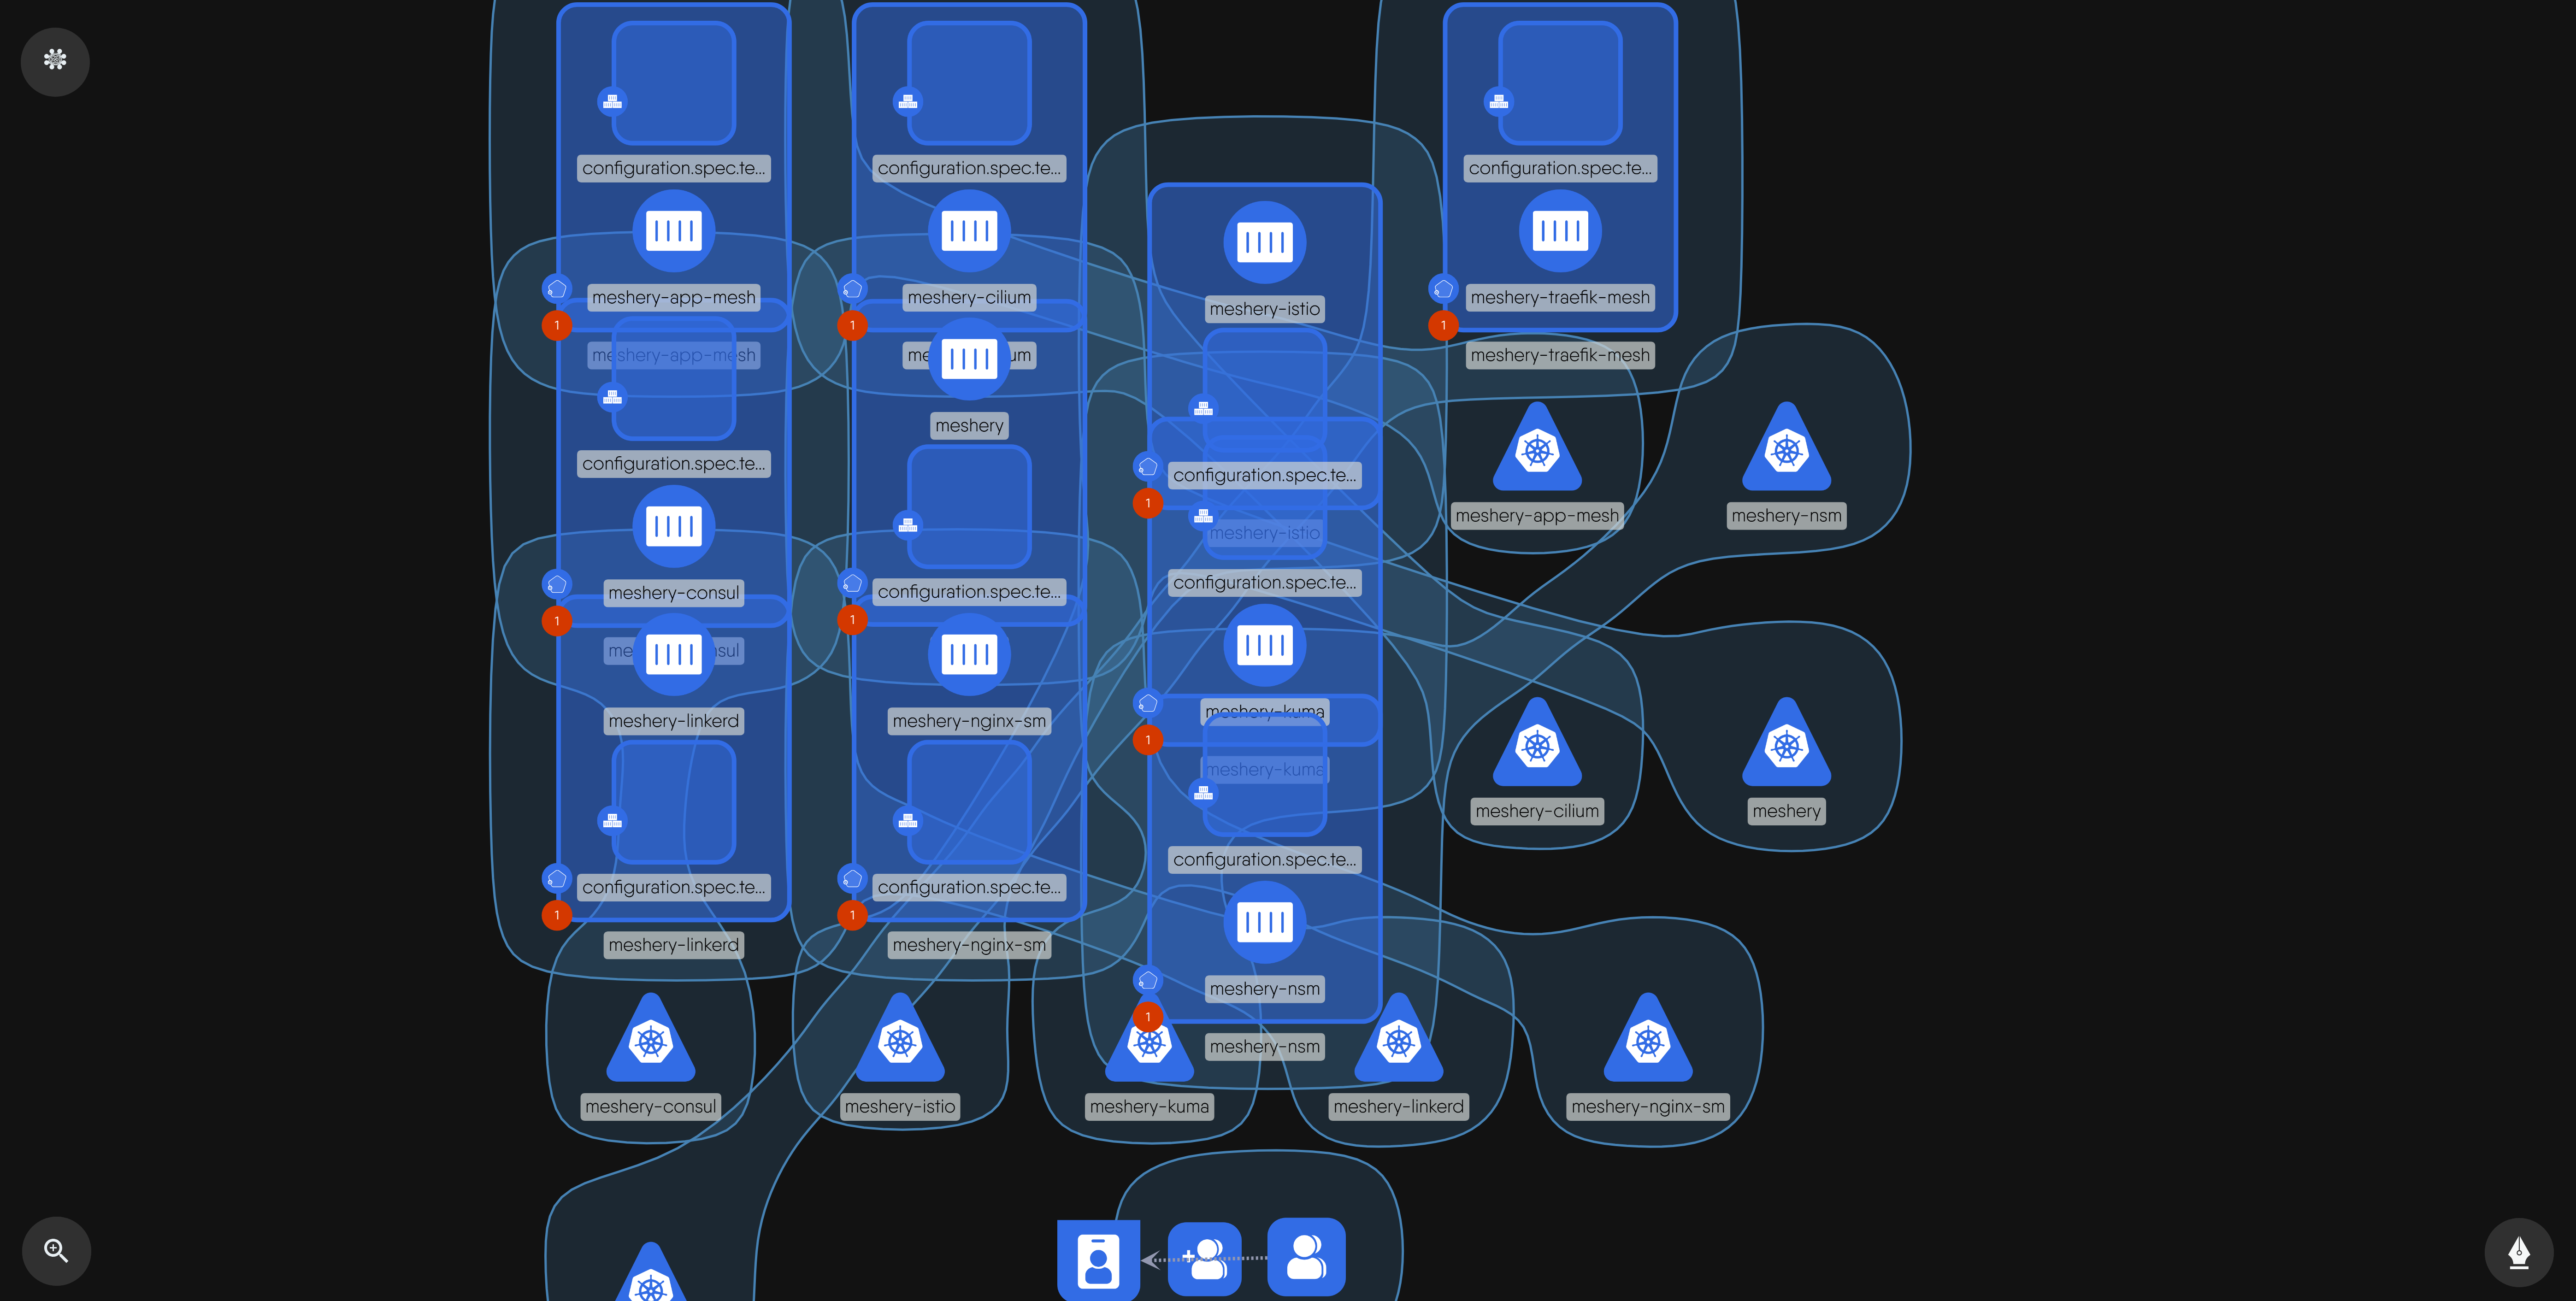 configuration.spec.te...
configuration.spec.te...
configuration.spec.te...
meshery-app-mesh
meshery-cilium
meshery-istio
meshery-traefik-mesh
1
1
1
meshery-app-mesh
meshery-traefik-mesh
meshery
configuration.spec.te...
configuration.spec.te...
1
meshery-app-mesh
meshery-nsm
meshery-istio
configuration.spec.te...
meshery-consul
configuration.spec.te...
1
1
meshery-linkerd
meshery-nginx-sm
meshery-kuma
1
meshery-kuma
meshery-cilium
meshery
configuration.spec.te...
configuration.spec.te...
configuration.spec.te...
1
1
meshery-linkerd
meshery-nginx-sm
meshery-nsm
1
meshery-nsm
meshery-consul
meshery-istio
meshery-kuma
meshery-linkerd
meshery-nginx-sm